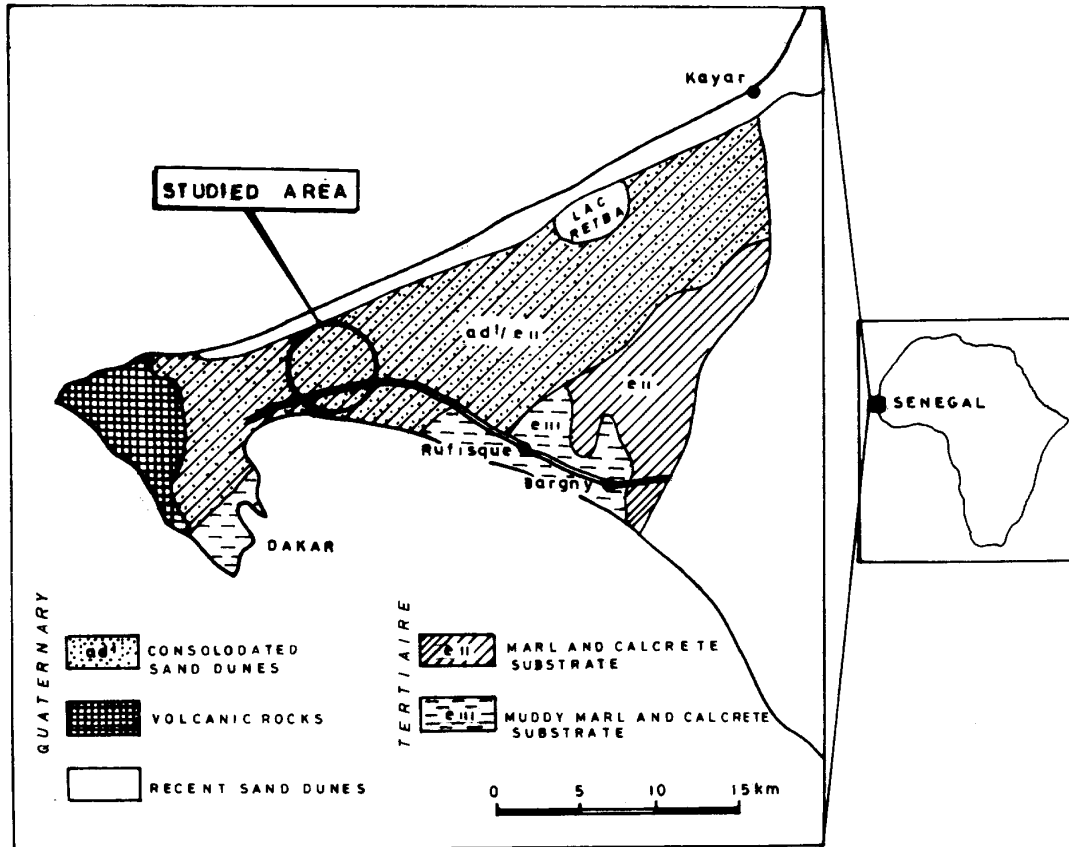 Kayar
STUDIED AREA
LAC
RETBA
ad¹/eII
eII
eIII
Rufisque
Bargny
DAKAR
SENEGAL
QUATERNARY
ad¹
CONSOLODATED
SAND DUNES
VOLCANIC ROCKS
RECENT SAND DUNES
TERTIAIRE
eII
MARL AND CALCRETE
SUBSTRATE
eIII
MUDDY MARL AND CALCRETE
SUBSTRATE
0 5 10 15 km